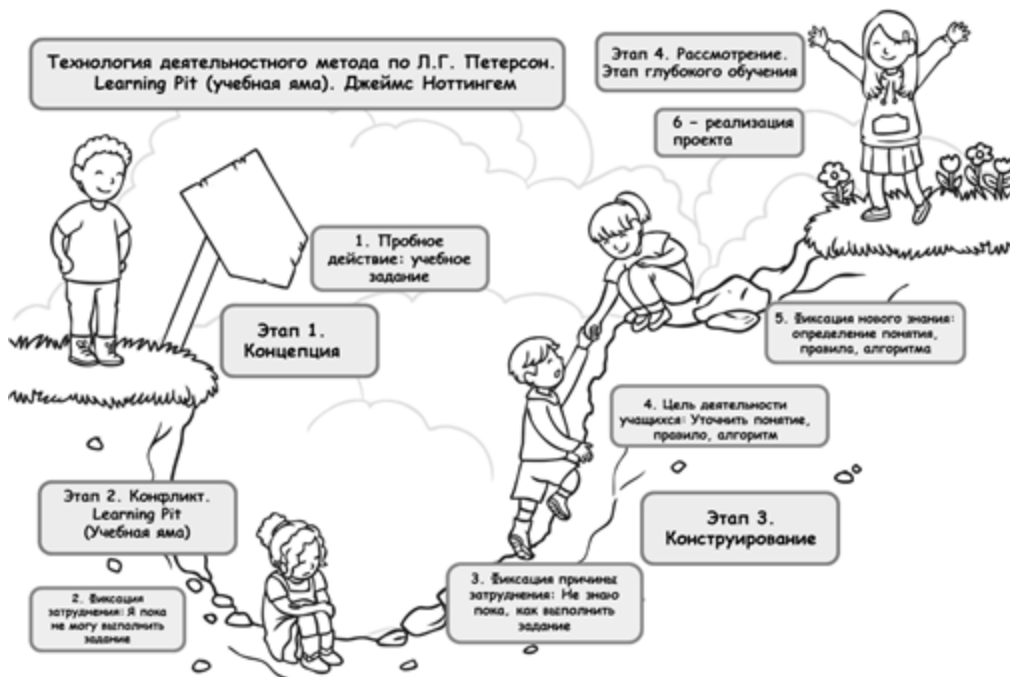 Технология деятельностного метода по Л.Г. Петерсон.
Learning Pit (учебная яма). Джеймс Ноттингем
Этап 4. Рассмотрение.
Этап глубокого обучения
6 - реализация
проекта
1. Пробное
действие: учебное
задание
Этап 1.
Концепция
5. Фиксация нового знания:
определение понятия,
правила, алгоритма
4. Цель деятельности
учащихся: Уточнить понятие,
правило, алгоритм
Этап 2. Конфликт.
Learning Pit
(Учебная яма)
Этап 3.
Конструирование
3. Фиксация причины
затруднения: Не знаю
пока, как выполнить
задание
2. Фиксация
затруднения: Я пока
не могу выполнить
задание